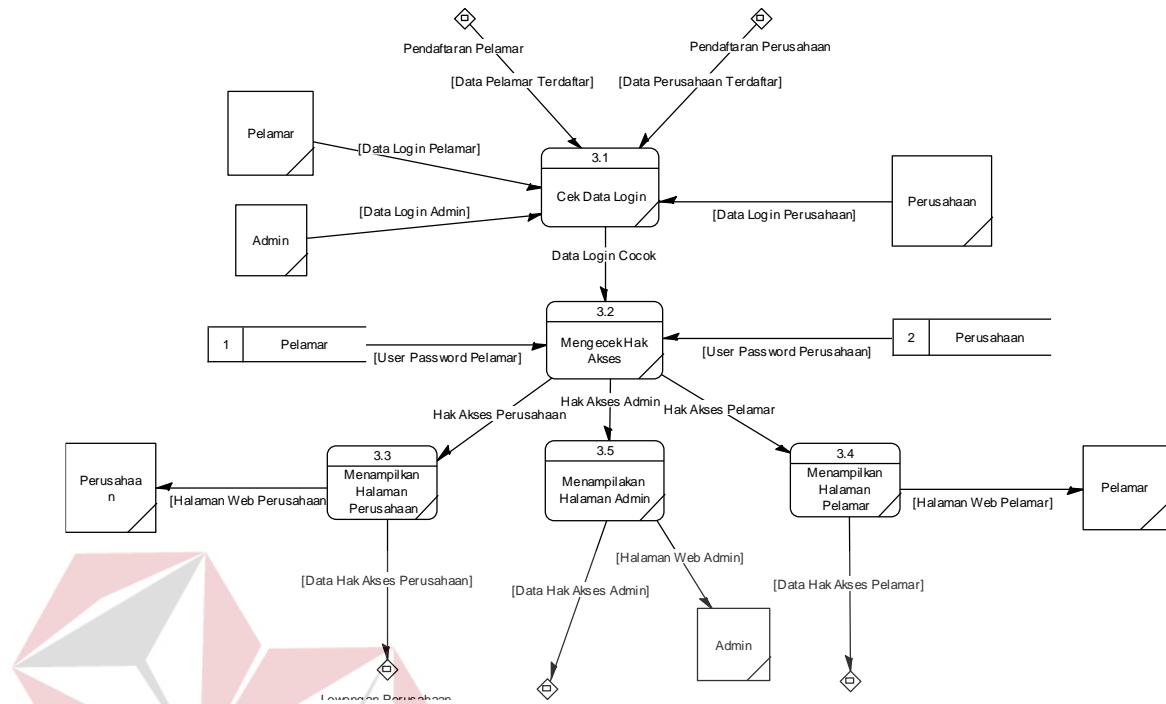 Pendaftaran Pelamar
Pendaftaran Perusahaan
[Data Pelamar Terdaftar]
[Data Perusahaan Terdaftar]
Pelamar
[Data Login Pelamar]
3.1
Cek Data Login
Perusahaan
[Data Login Admin]
[Data Login Perusahaan]
Admin
Data Login Cocok
3.2
Mengecek Hak
Akses
1
Pelamar
[User Password Pelamar]
[User Password Perusahaan]
2
Perusahaan
Hak Akses Perusahaan
Hak Akses Admin
Hak Akses Pelamar
Perusahaa
n
[Halaman Web Perusahaan
3.3
Menampilkan
Halaman
Perusahaan
3.5
Menampilakan
Halaman Admin
3.4
Menampilkan
Halaman
Pelamar
[Halaman Web Pelamar]
Pelamar
[Data Hak Akses Perusahaan]
[Halaman Web Admin]
[Data Hak Akses Admin]
[Data Hak Akses Pelamar]
Admin
Lowongan Perusahaan